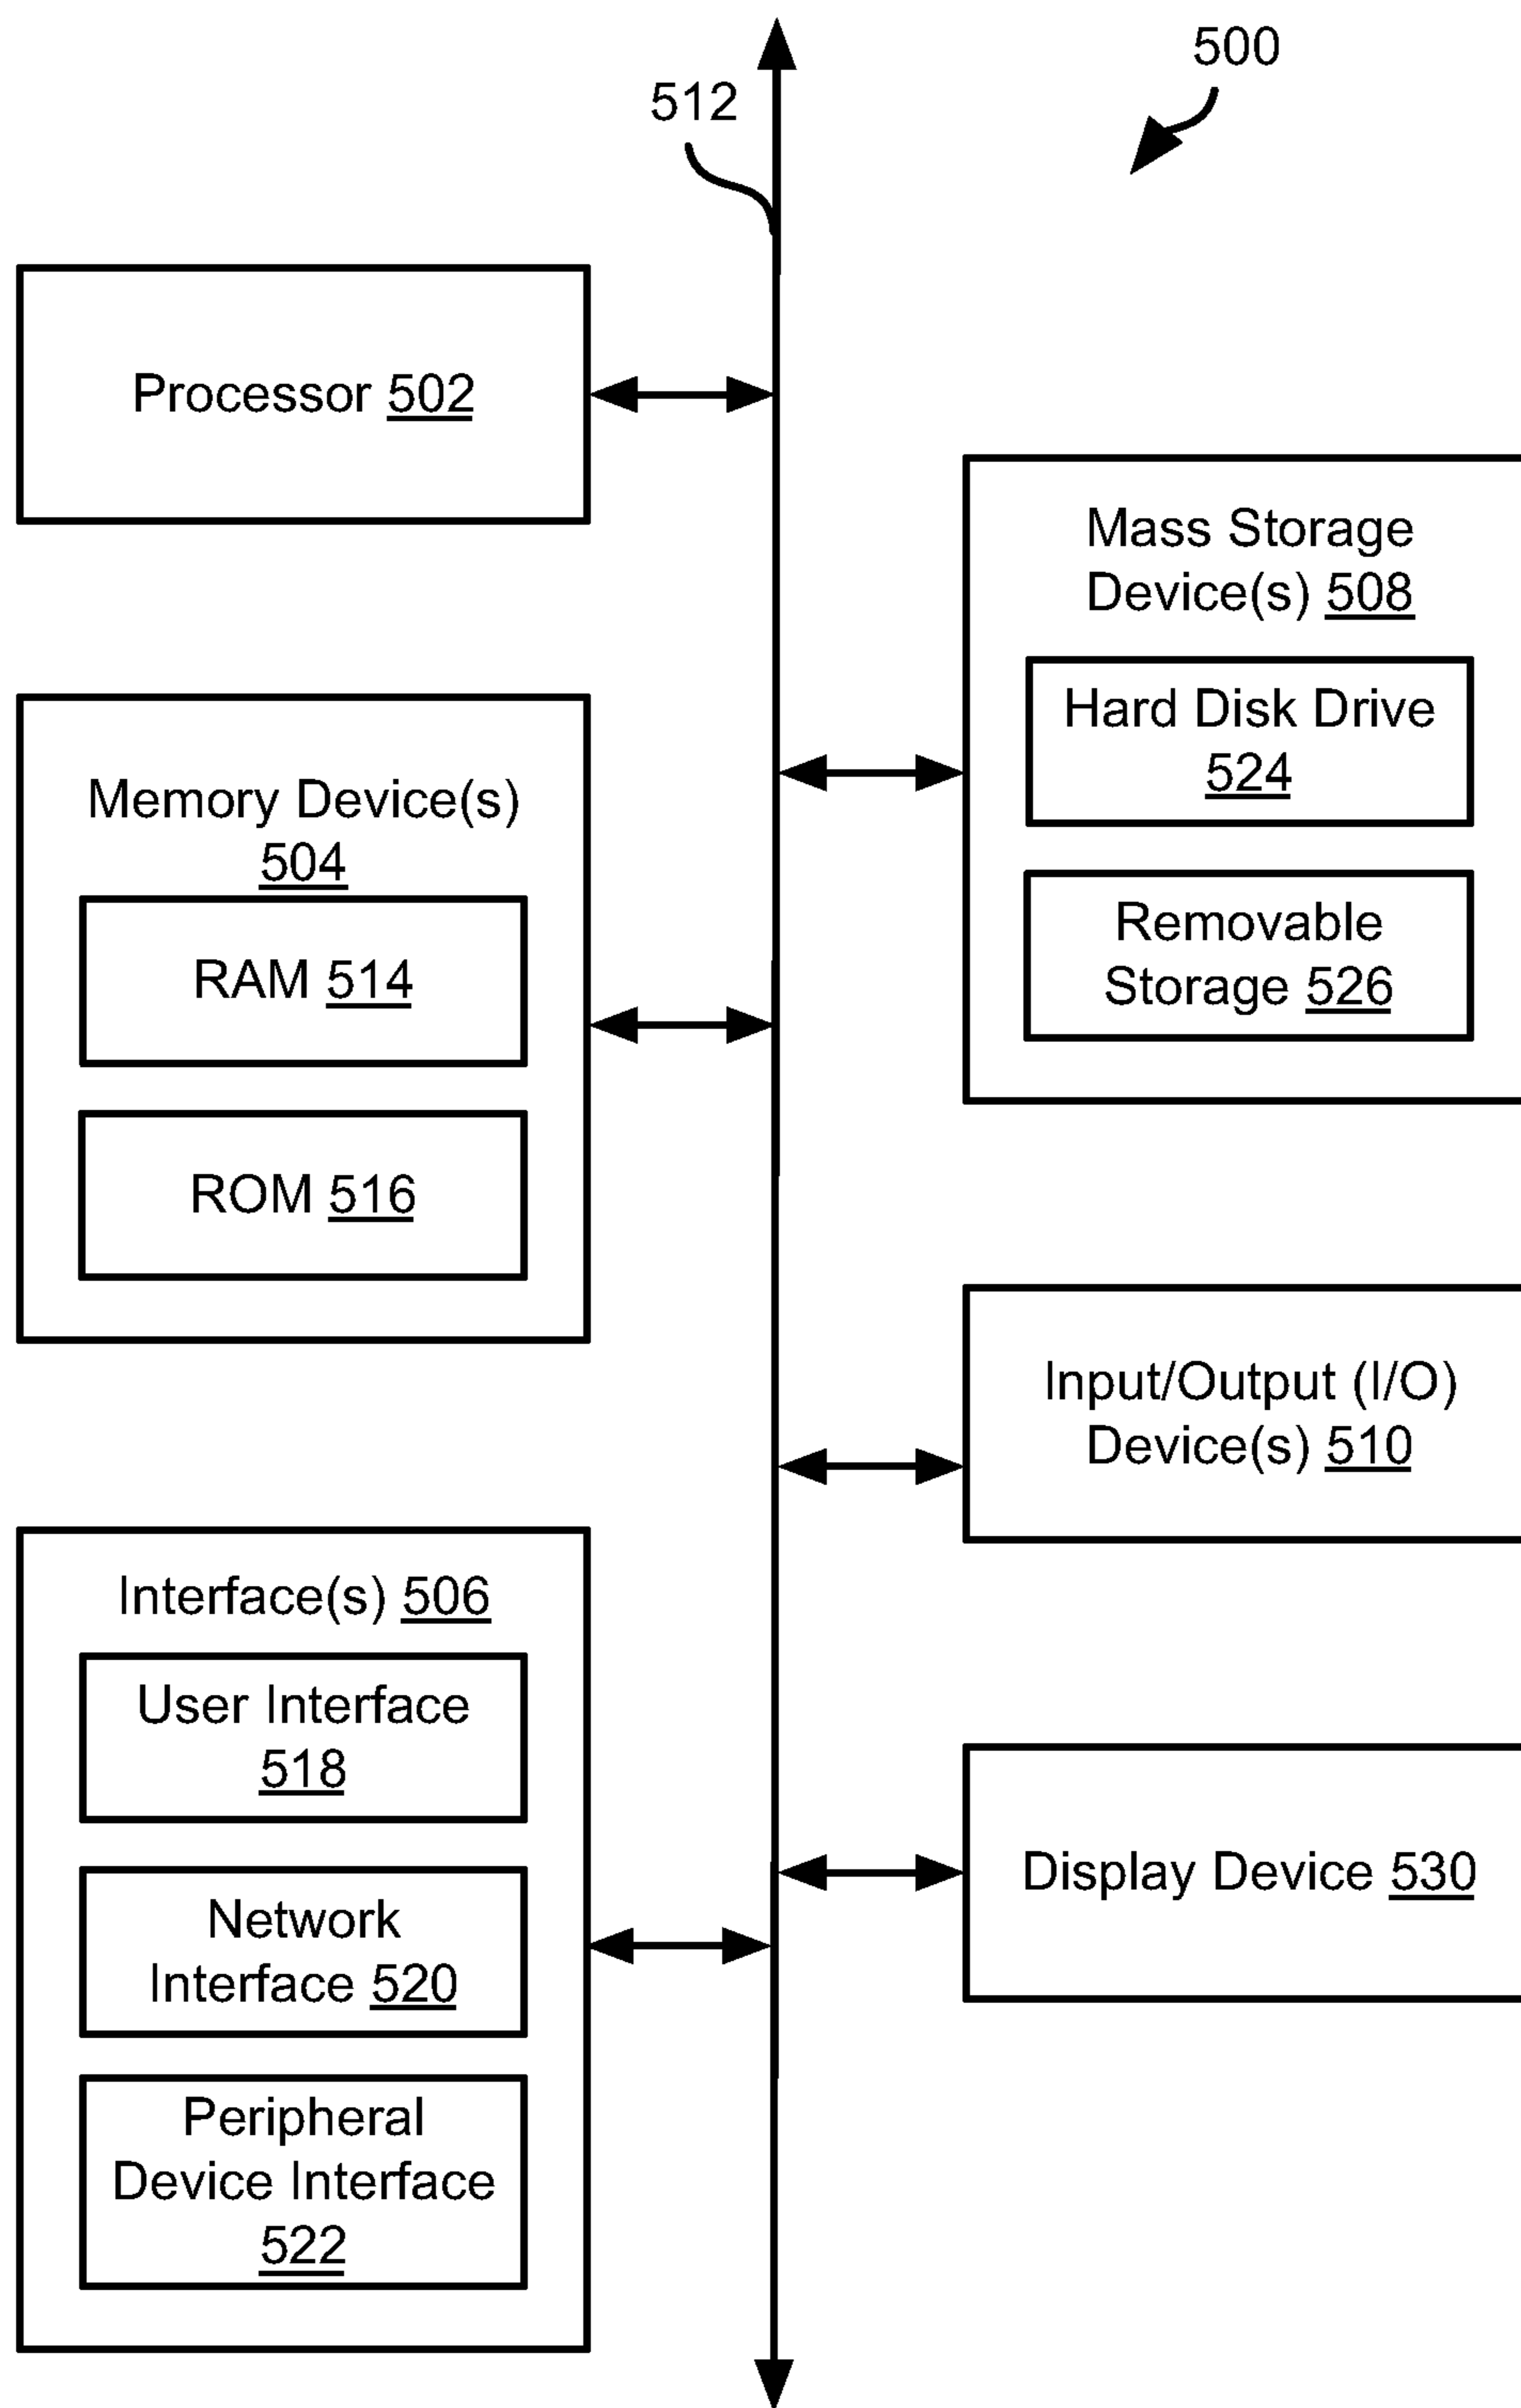 500
512
Processor 502
Mass Storage
Device(s) 508
Hard Disk Drive
524
Removable
Storage 526
Memory Device(s)
504
RAM 514
ROM 516
Input/Output (I/O)
Device(s) 510
Interface(s) 506
User Interface
518
Network
Interface 520
Peripheral
Device Interface
522
Display Device 530